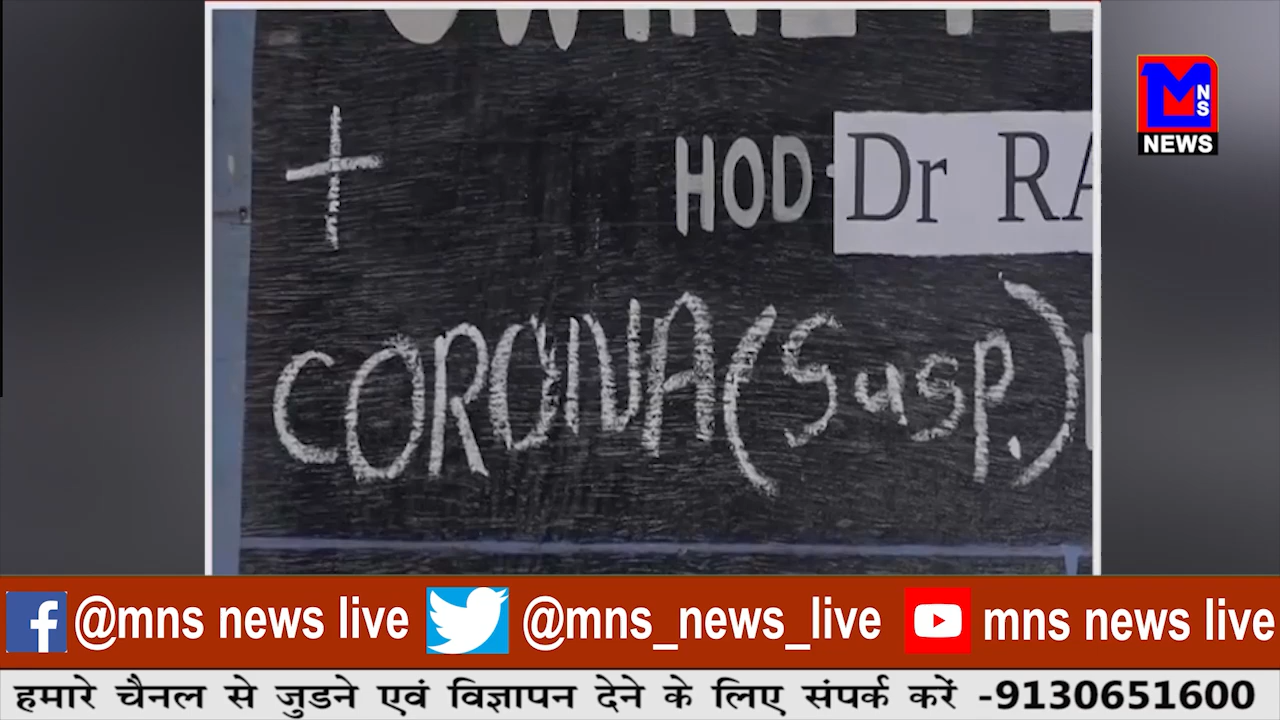 +
HOD Dr RA
CORONA (Susp.)
MNS
NEWS
@mns news live @mns_news_live mns news live
हमारे चैनल से जुडने एवं विज्ञापन देने के लिए संपर्क करें -9130651600